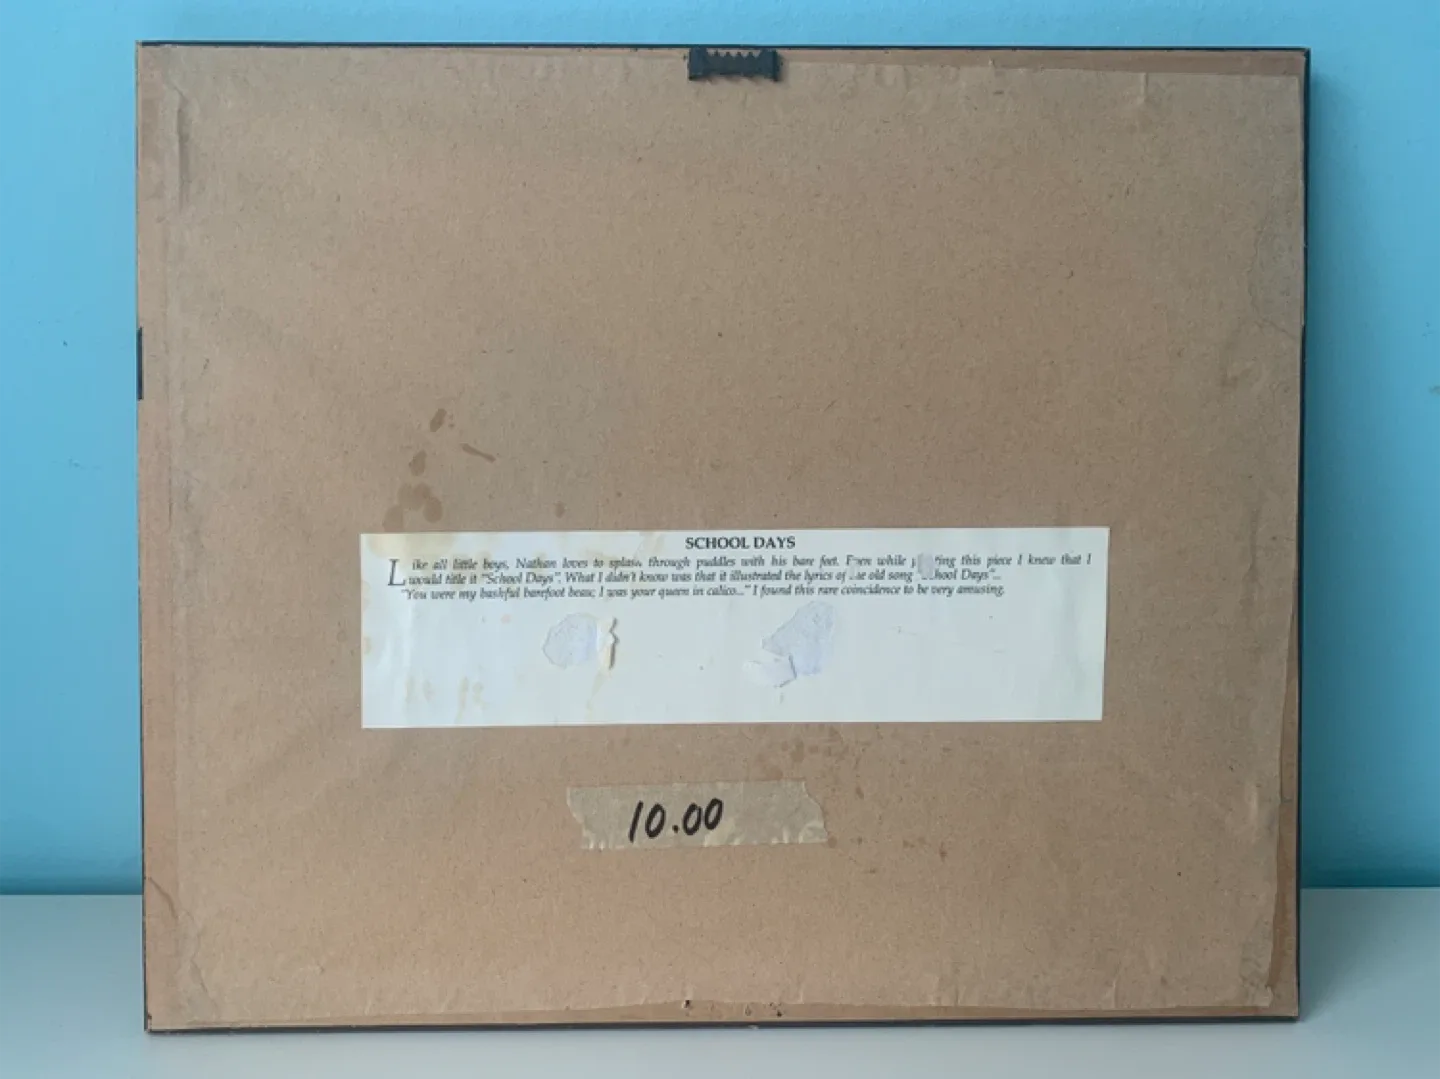 SCHOOL DAYS
Like all little boys, Nathan loves to splash through puddles with his bare feet. Even while this piece I knew that I
would title it "School Days". What I didn't know was that it illustrated the lyrics of the old song "School Days"...
"You were my bashful barefoot beau; I was your queen in calico..." I found this rare coincidence to be very amusing.
10.00